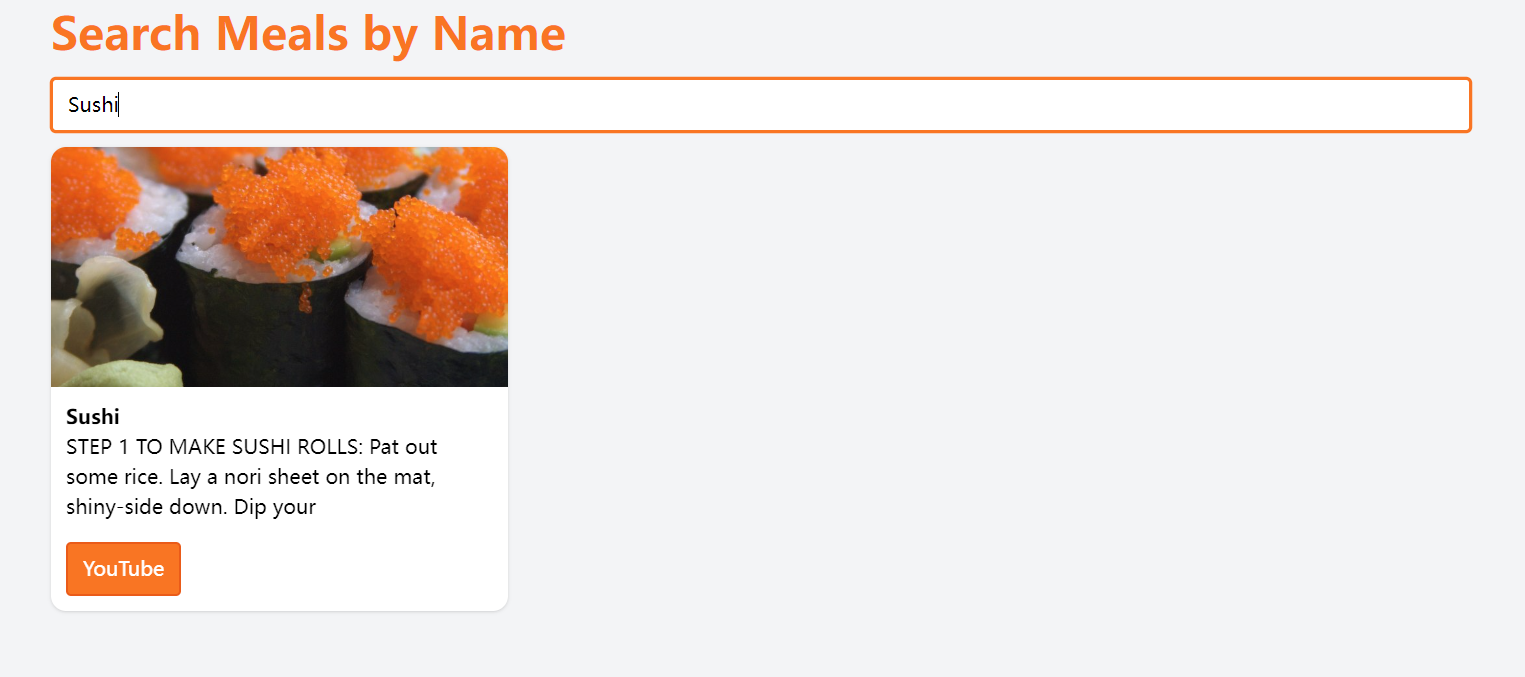 Search Meals by Name
Sushi
Sushi
STEP 1 TO MAKE SUSHI ROLLS: Pat out
some rice. Lay a nori sheet on the mat,
shiny-side down. Dip your
YouTube